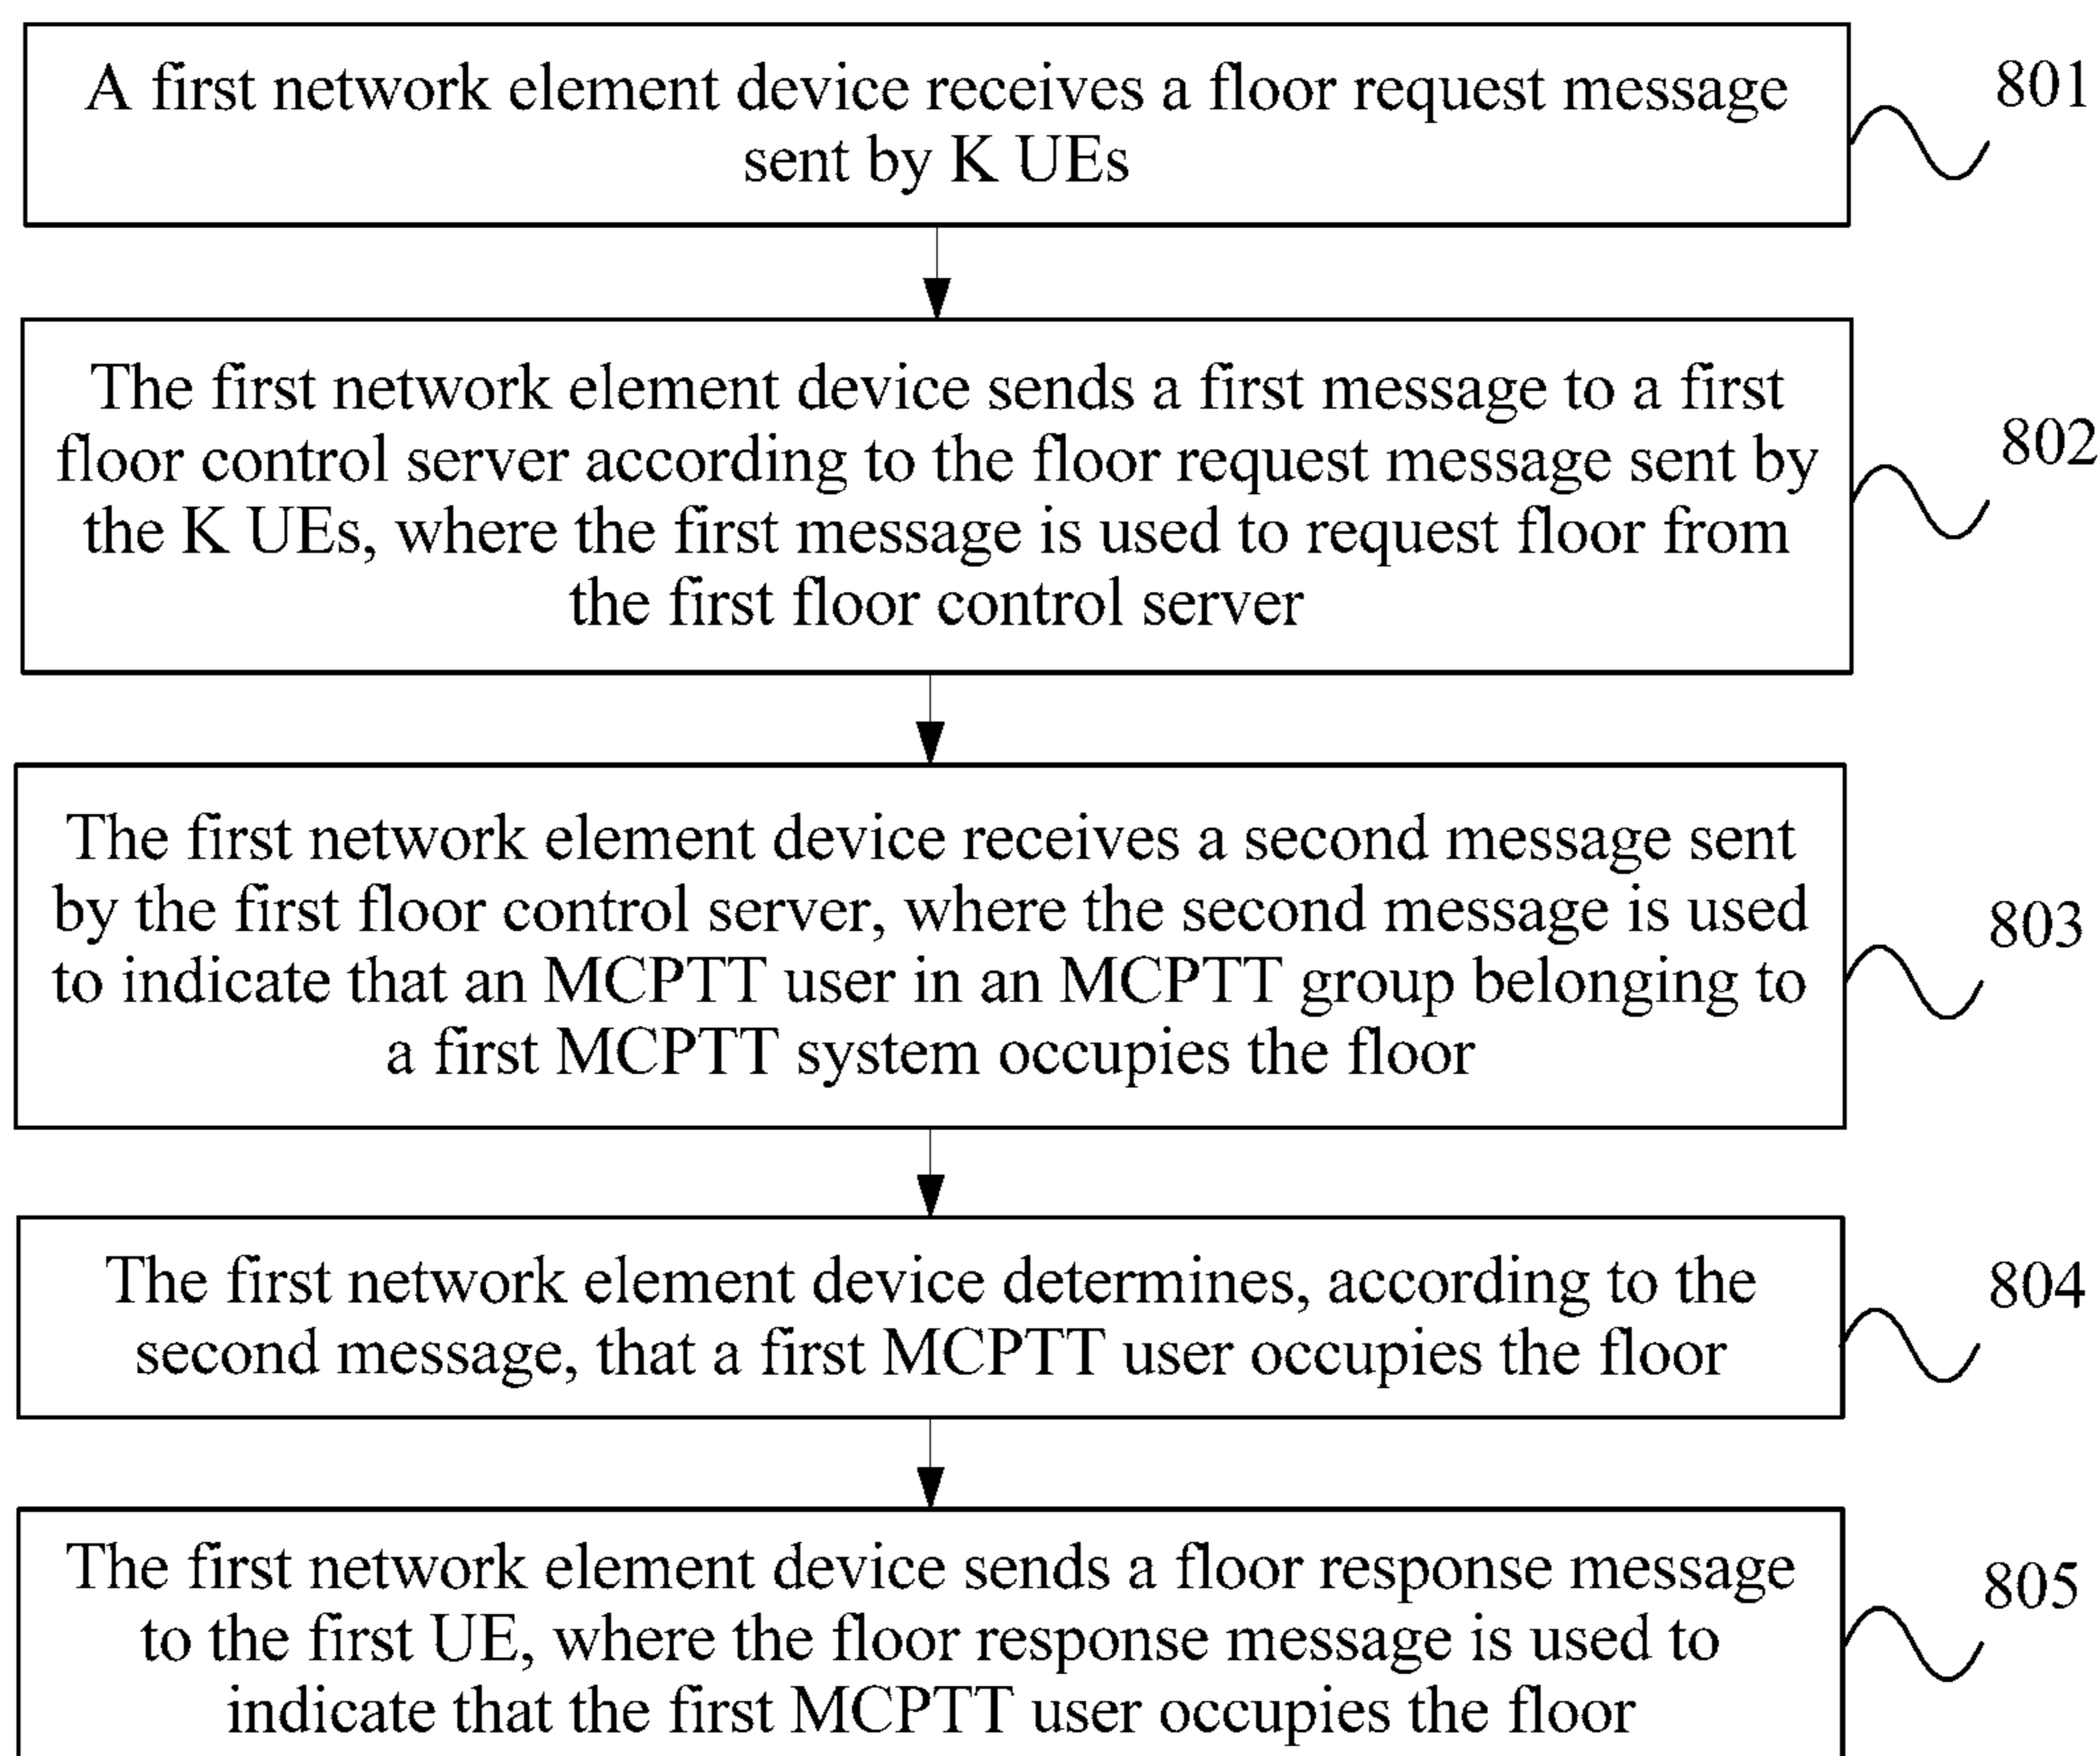 A first network element device receives a floor request message
sent by K UEs
801
The first network element device sends a first message to a first
floor control server according to the floor request message sent by
the K UEs, where the first message is used to request floor from
the first floor control server
802
The first network element device receives a second message sent
by the first floor control server, where the second message is used
to indicate that an MCPTT user in an MCPTT group belonging to
a first MCPTT system occupies the floor
803
The first network element device determines, according to the
second message, that a first MCPTT user occupies the floor
804
The first network element device sends a floor response message
to the first UE, where the floor response message is used to
indicate that the first MCPTT user occupies the floor
805